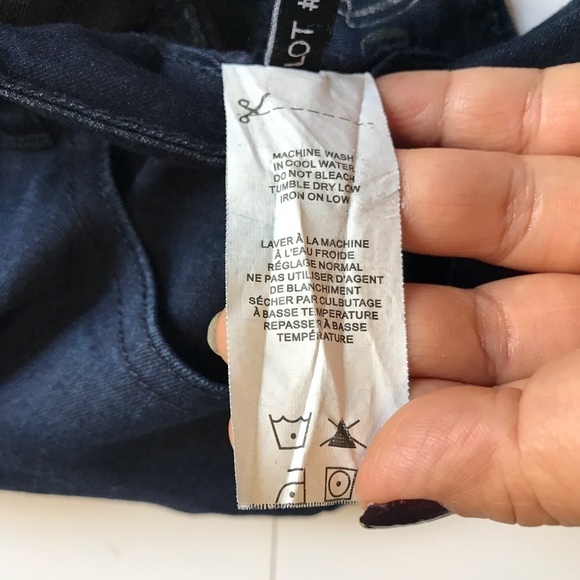 LOT #
MACHINE WASH
IN COOL WATER
DO NOT BLEACH
TUMBLE DRY LOW
IRON ON LOW
LAVER À LA MACHINE
À L'EAU FROIDE
RÉGLAGE NORMAL
NE PAS UTILISER D'AGENT
DE BLANCHIMENT
SÉCHER PAR CULBUTAGE
À BASSE TEMPERATURE
REPASSER À BASSE
TEMPÉRATURE